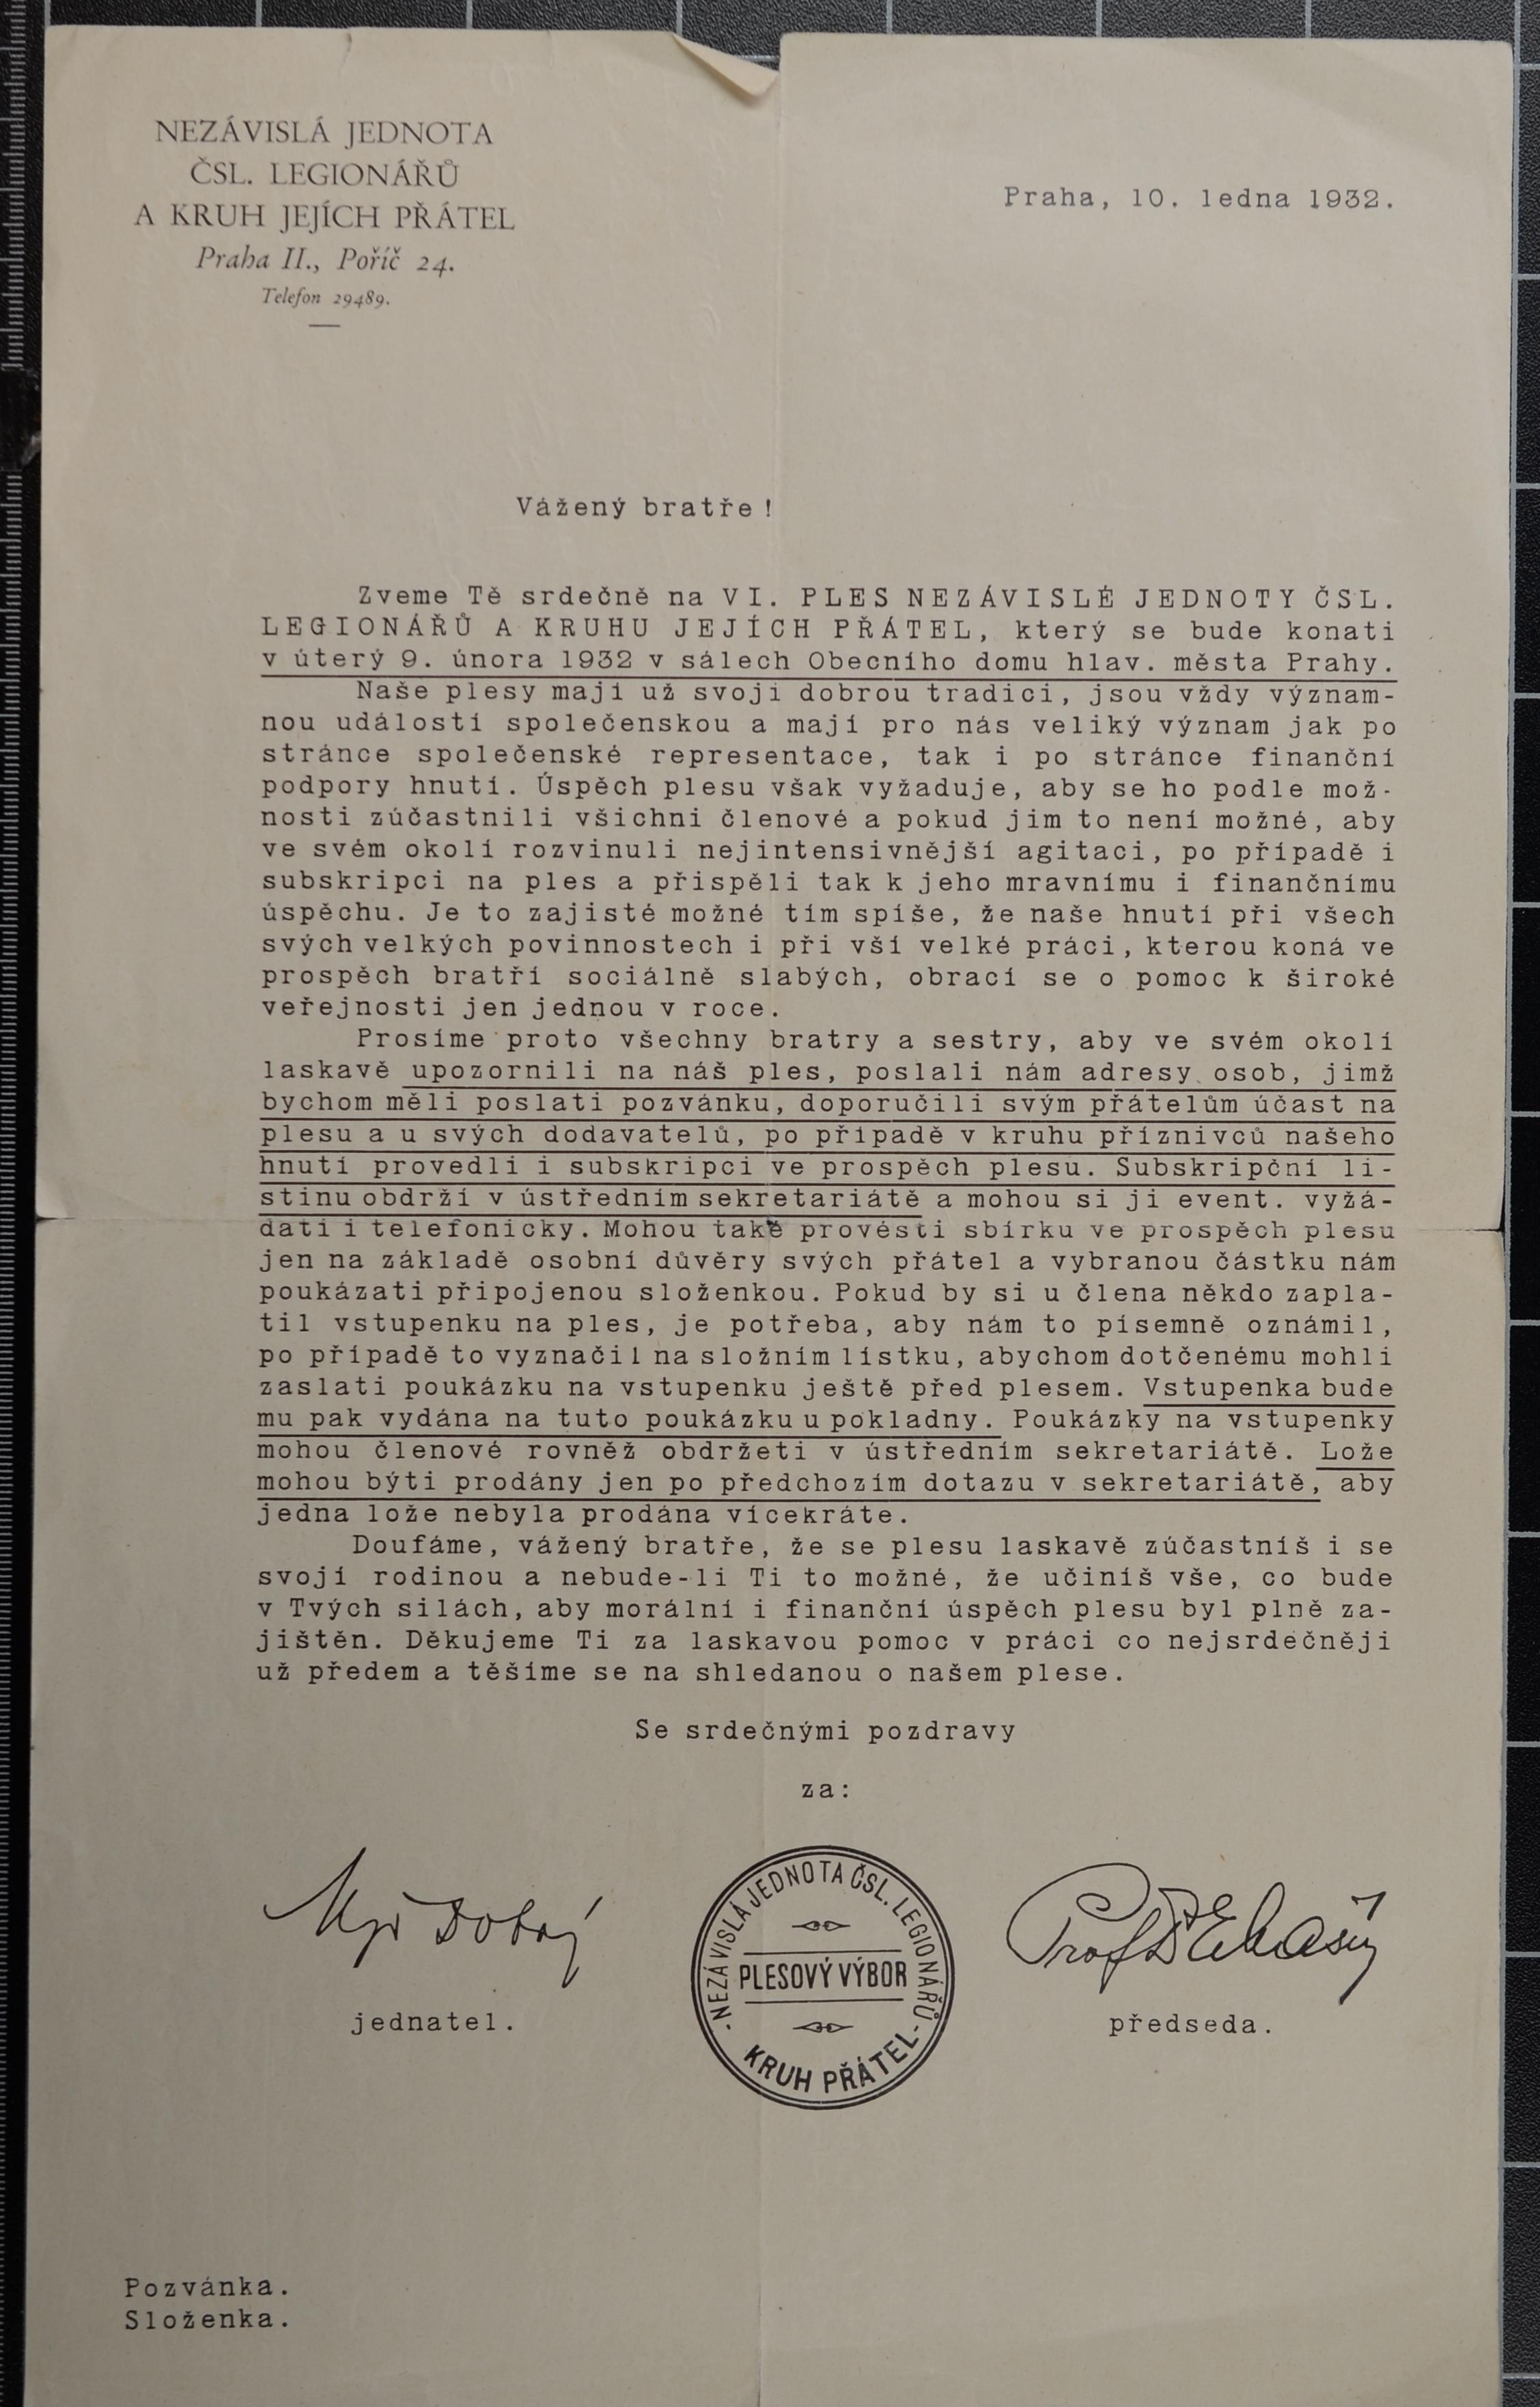 NEZÁVISLÁ JEDNOTA
ČSL. LEGIONÁŘŮ
A KRUH JEJÍCH PŘÁTEL
Praha II., Poříč 24.
Telefon 29489.
Praha, 10. ledna 1932.
Vážený bratře!
Zveme Tě srdečně na VI. PLES NEZÁVISLÉ JEDNOTY ČSL.
LEGIONÁŘŮ A KRUHU JEJÍCH PŘÁTEL, který se bude konati
v úterý 9. února 1932 v sálech Obecního domu hlav. města Prahy.
Naše plesy mají už svoji dobrou tradici, jsou vždy význam-
nou událostí společenskou a mají pro nás veliký význam jak po
stránce společenské representace, tak i po stránce finanční
podpory hnutí. Úspěch plesu však vyžaduje, aby se ho podle mož-
nosti zúčastnili všichni členové a pokud jim to není možné, aby
ve svém okolí rozvinuli nejintensivnější agitaci, po případě i
subskripci na ples a přispěli tak k jeho mravnímu i finančnímu
úspěchu. Je to zajisté možné tím spíše, že naše hnutí při všech
svých velkých povinnostech i při vší velké práci, kterou koná ve
prospěch bratří sociálně slabých, obrací se o pomoc k široké
veřejnosti jen jednou v roce.
Prosíme proto všechny bratry a sestry, aby ve svém okolí
laskavě upozornili na náš ples, poslali nám adresy osob, jimž
bychom měli poslati pozvánku, doporučili svým přátelům účast na
plesu a u svých dodavatelů, po případě v kruhu příznivců našeho
hnutí provedli i subskripci ve prospěch plesu. Subskripční li-
stinu obdrží v ústředním sekretariátě a mohou si ji event. vyžá-
dati i telefonicky. Mohou také provésti sbírku ve prospěch plesu
jen na základě osobní důvěry svých přátel a vybranou částku nám
poukázati připojenou složenkou. Pokud by si u člena někdo zapla-
til vstupenku na ples, je potřeba, aby nám to písemně oznámil,
po případě to vyznačil na složním lístku, abychom dotčenému mohli
zaslati poukázku na vstupenku ještě před plesem. Vstupenka bude
mu pak vydána na tuto poukázku u pokladny. Poukázky na vstupenky
mohou členové rovněž obdržeti v ústředním sekretariátě. Lože
mohou býti prodány jen po předchozím dotazu v sekretariátě, aby
jedna lože nebyla prodána vícekráte.
Doufáme, vážený bratře, že se plesu laskavě zúčastníš i se
svojí rodinou a nebude-li Ti to možné, že učiníš vše, co bude
v Tvých silách, aby morální i finanční úspěch plesu byl plně za-
jištěn. Děkujeme Ti za laskavou pomoc v práci co nejsrdečněji
už předem a těšíme se na shledanou o našem plese.
Se srdečnými pozdravy
za:
Dobrý
NEZÁVISLÁ JEDNOTA ČSL. LEGIONÁŘŮ
PLESOVÝ VÝBOR
KRUH PŘÁTEL
Prof
jednatel.
předseda.
Pozvánka.
Složenka.